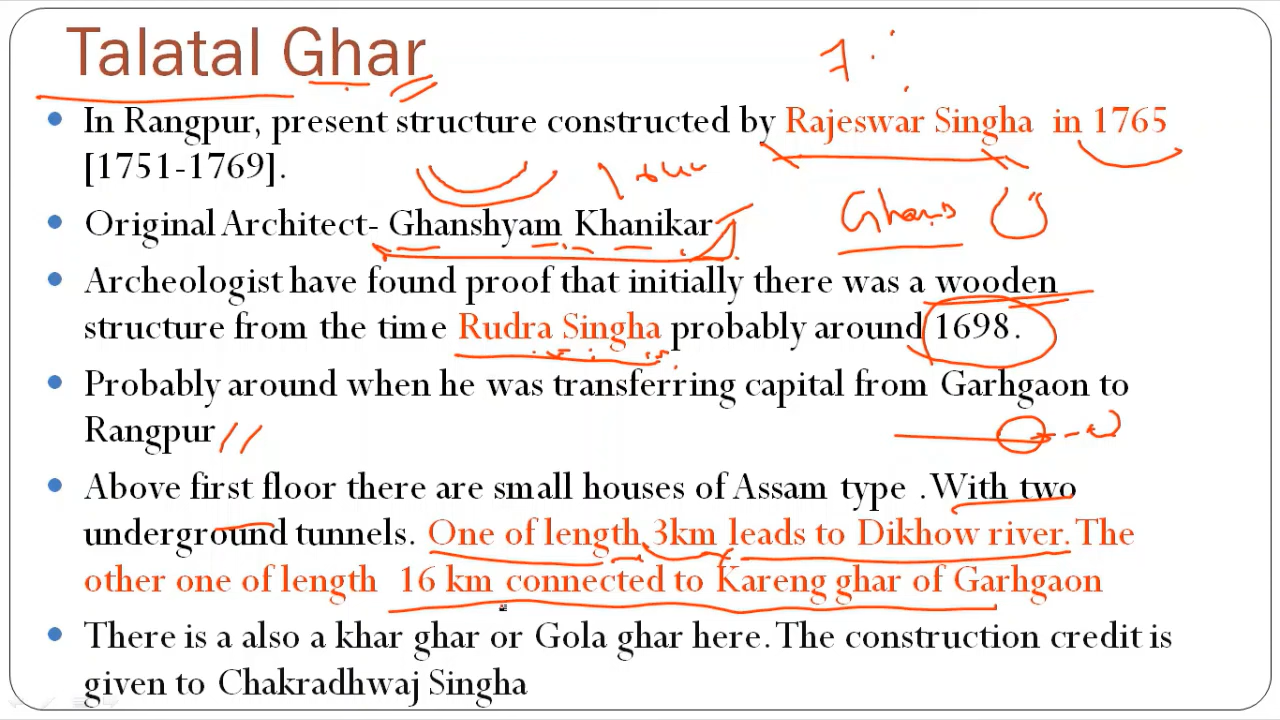 Talatal Ghar
In Rangpur, present structure constructed by Rajeswar Singha in 1765
[1751-1769].
Original Architect- Ghanshyam Khanikar
Archeologist have found proof that initially there was a wooden
structure from the time Rudra Singha probably around 1698.
Probably around when he was transferring capital from Garhgaon to
Rangpur
Above first floor there are small houses of Assam type .With two
underground tunnels. One of length 3km leads to Dikhow river. The
other one of length 16 km connected to Kareng ghar of Garhgaon
There is a also a khar ghar or Gola ghar here. The construction credit is
given to Chakradhwaj Singha